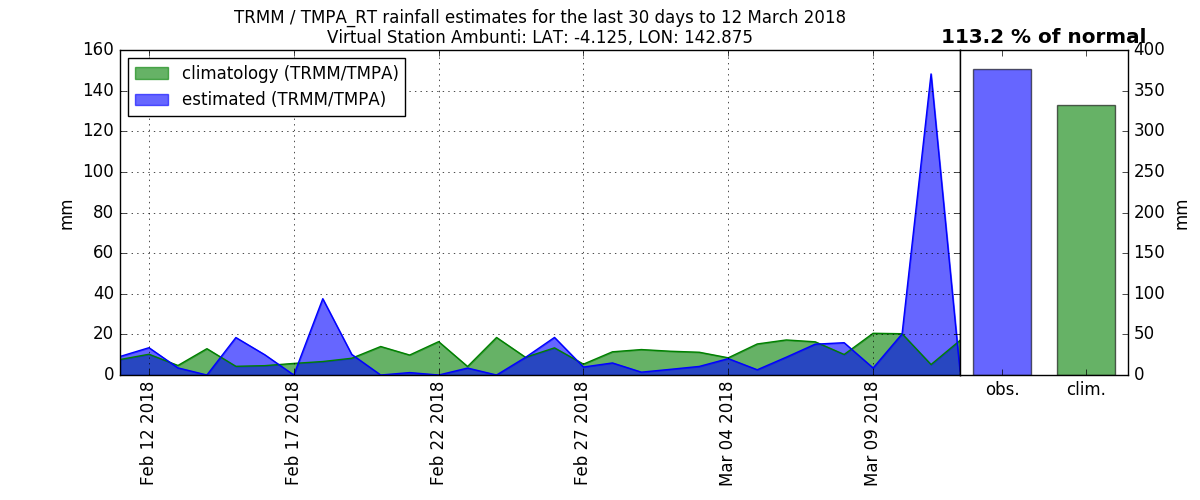 TRMM / TMPA_RT rainfall estimates for the last 30 days to 12 March 2018
Virtual Station Ambunti: LAT: -4.125, LON: 142.875
113.2 % of normal
climatology (TRMM/TMPA)
estimated (TRMM/TMPA)
mm
160
140
120
100
80
60
40
20
0
400
350
300
250
200
150
100
50
0
mm
obs.
clim.
Feb 12 2018
Feb 17 2018
Feb 22 2018
Feb 27 2018
Mar 04 2018
Mar 09 2018